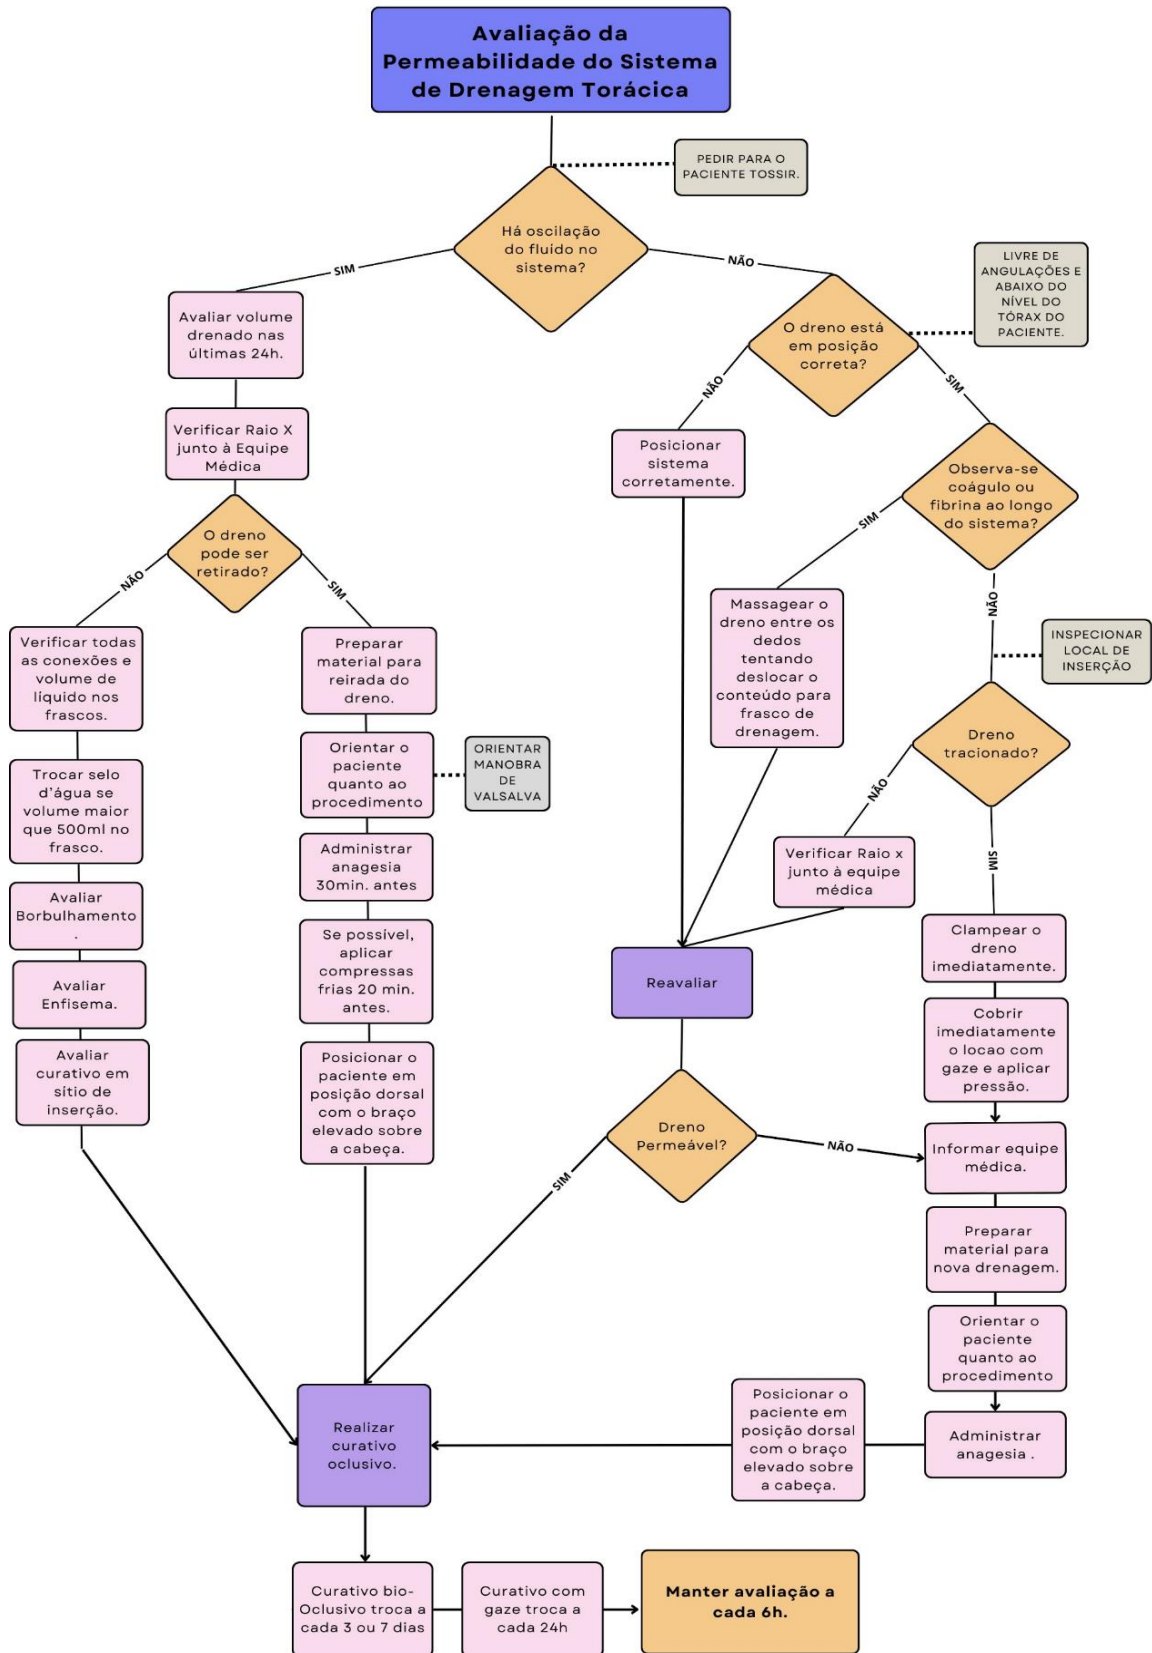 Avaliação da
Permeabilidade do Sistema
de Drenagem Torácica
PEDIR PARA O
PACIENTE TOSSIR.
Há oscilação
do fluído no
sistema?
SIM
NÃO
LIVRE DE
ANGULAÇÕES E
ABAIXO DO
NÍVEL DO
TÓRAX DO
PACIENTE.
Avaliar volume
drenado nas
últimas 24h.
O dreno está
em posição
correta?
NÃO
SIM
Verificar Raio X
junto à Equipe
Médica
Posicionar
sistema
corretamente.
Observa-se
coágulo ou
fibrina ao longo
do sistema?
SIM
NÃO
O dreno
pode ser
retirado?
NÃO
SIM
Massagear o
dreno entre os
dedos
tentando
deslocar o
conteúdo para
frasco de
drenagem.
INSPECIONAR
LOCAL DE
INSERÇÃO
Verificar todas
as conexões e
volume de
líquido nos
frascos.
Preparar
material para
reirada do
dreno.
Dreno
tracionado?
NÃO
SIM
Orientar o
paciente quanto ao
procedimento
ORIENTAR
MANOBRA
DE
VALSALVA
Trocar selo
d'água se
volume maior
que 500ml no
frasco.
Administrar
anagesia
30min. antes
Verificar Raio x
junto à equipe
médica
Avaliar
Borbulhamento
.
Se possível,
aplicar
compressas
frias 20 min.
antes.
Clampear o
dreno
imediatamente.
Reavaliar
Avaliar
Enfisema.
Cobrir
imediatamente
o locao com
gaze e aplicar
pressão.
Avaliar
curativo em
sítio de
inserção.
Posicionar o
paciente em
posição dorsal
com o braço
elevado sobre
a cabeça.
Dreno
Permeável?
SIM
NÃO
Informar equipe
médica.
Preparar
material para
nova drenagem.
Orientar o
paciente
quanto ao
procedimento
Administrar
anagesia .
Posicionar o
paciente em
posição dorsal
com o braço
elevado sobre
a cabeça.
Realizar
curativo
oclusivo.
Curativo bio-
Oclusivo troca a
cada 3 ou 7 dias
Curativo com
gaze troca a
cada 24h
Manter avaliação a
cada 6h.